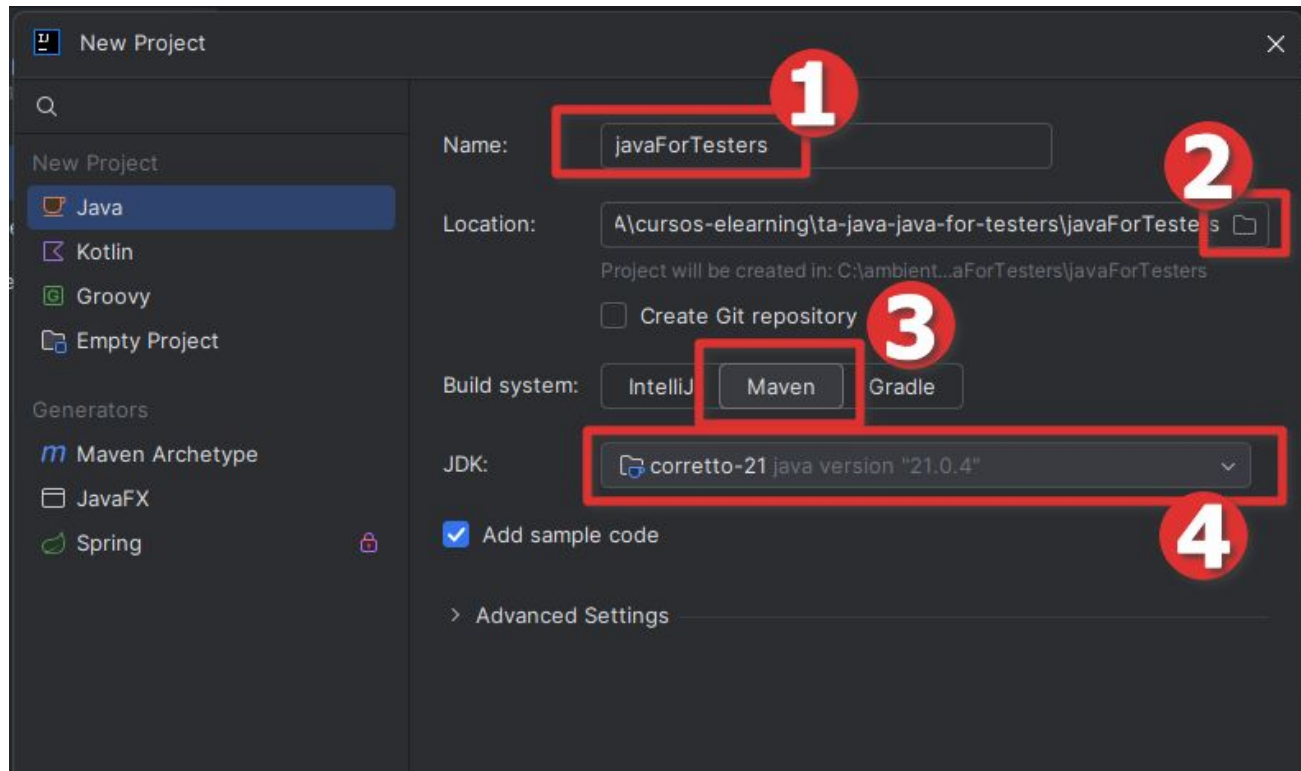 New Project
New Project
Java
Kotlin
Groovy
Empty Project
Generators
Maven Archetype
JavaFX
Spring
1
Name: javaForTesters
2
Location: A\cursos-elearning\ta-java-java-for-testers\javaForTesters
Project will be created in: C:\ambient...aForTesters\javaForTesters
Create Git repository
3
Build system: IntelliJ Maven Gradle
JDK: corretto-21 java version "21.0.4"
4
Add sample code
Advanced Settings